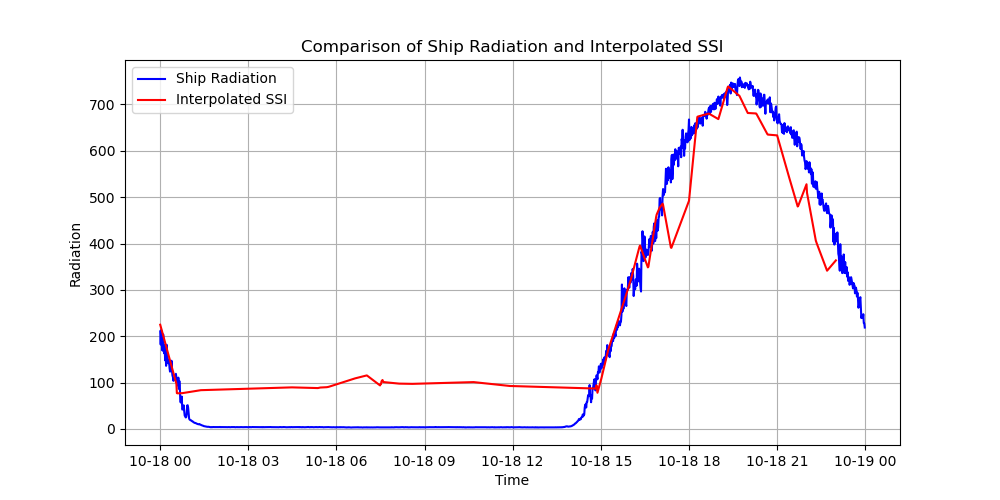 Comparison of Ship Radiation and Interpolated SSI
Ship Radiation
Interpolated SSI
700
600
500
400
300
200
100
0
Radiation
10-18 00 10-18 03 10-18 06 10-18 09 10-18 12 10-18 15 10-18 18 10-18 21 10-19 00
Time